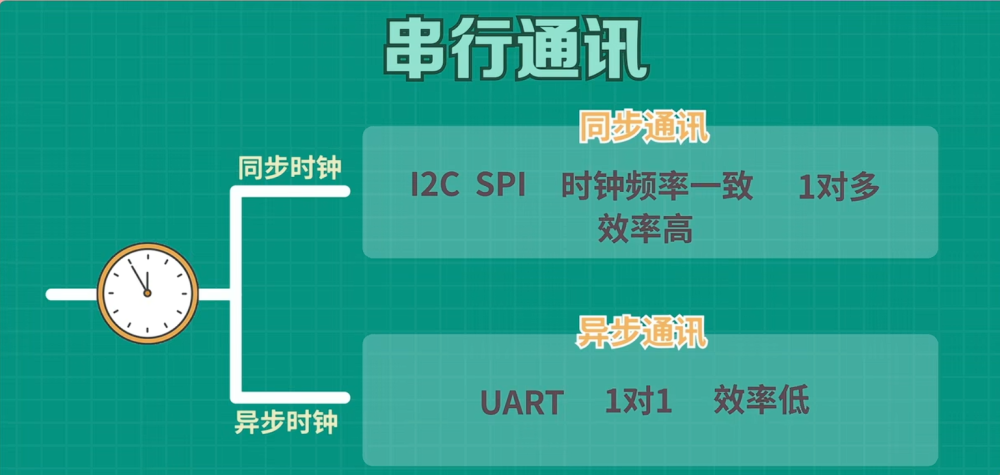 串行通讯
同步时钟
同步通讯
I2C SPI 时钟频率一致 1对多
效率高
异步时钟
异步通讯
UART 1对1 效率低